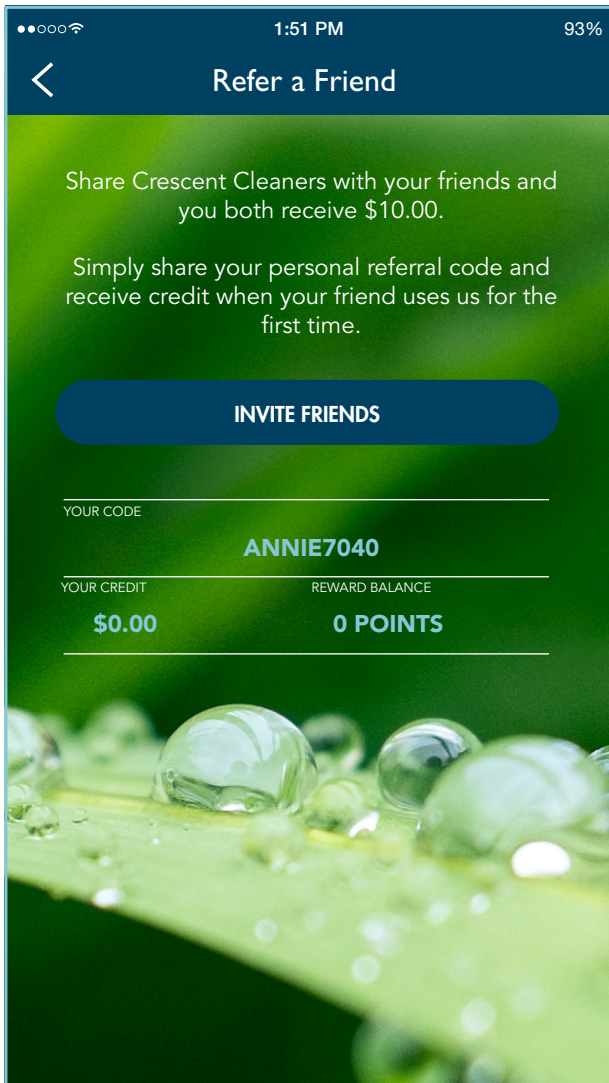 1:51 PM
93%
Refer a Friend
Share Crescent Cleaners with your friends and
you both receive $10.00.
Simply share your personal referral code and
receive credit when your friend uses us for the
first time.
INVITE FRIENDS
YOUR CODE
ANNIE7040
YOUR CREDIT REWARD BALANCE
$0.00 0 POINTS